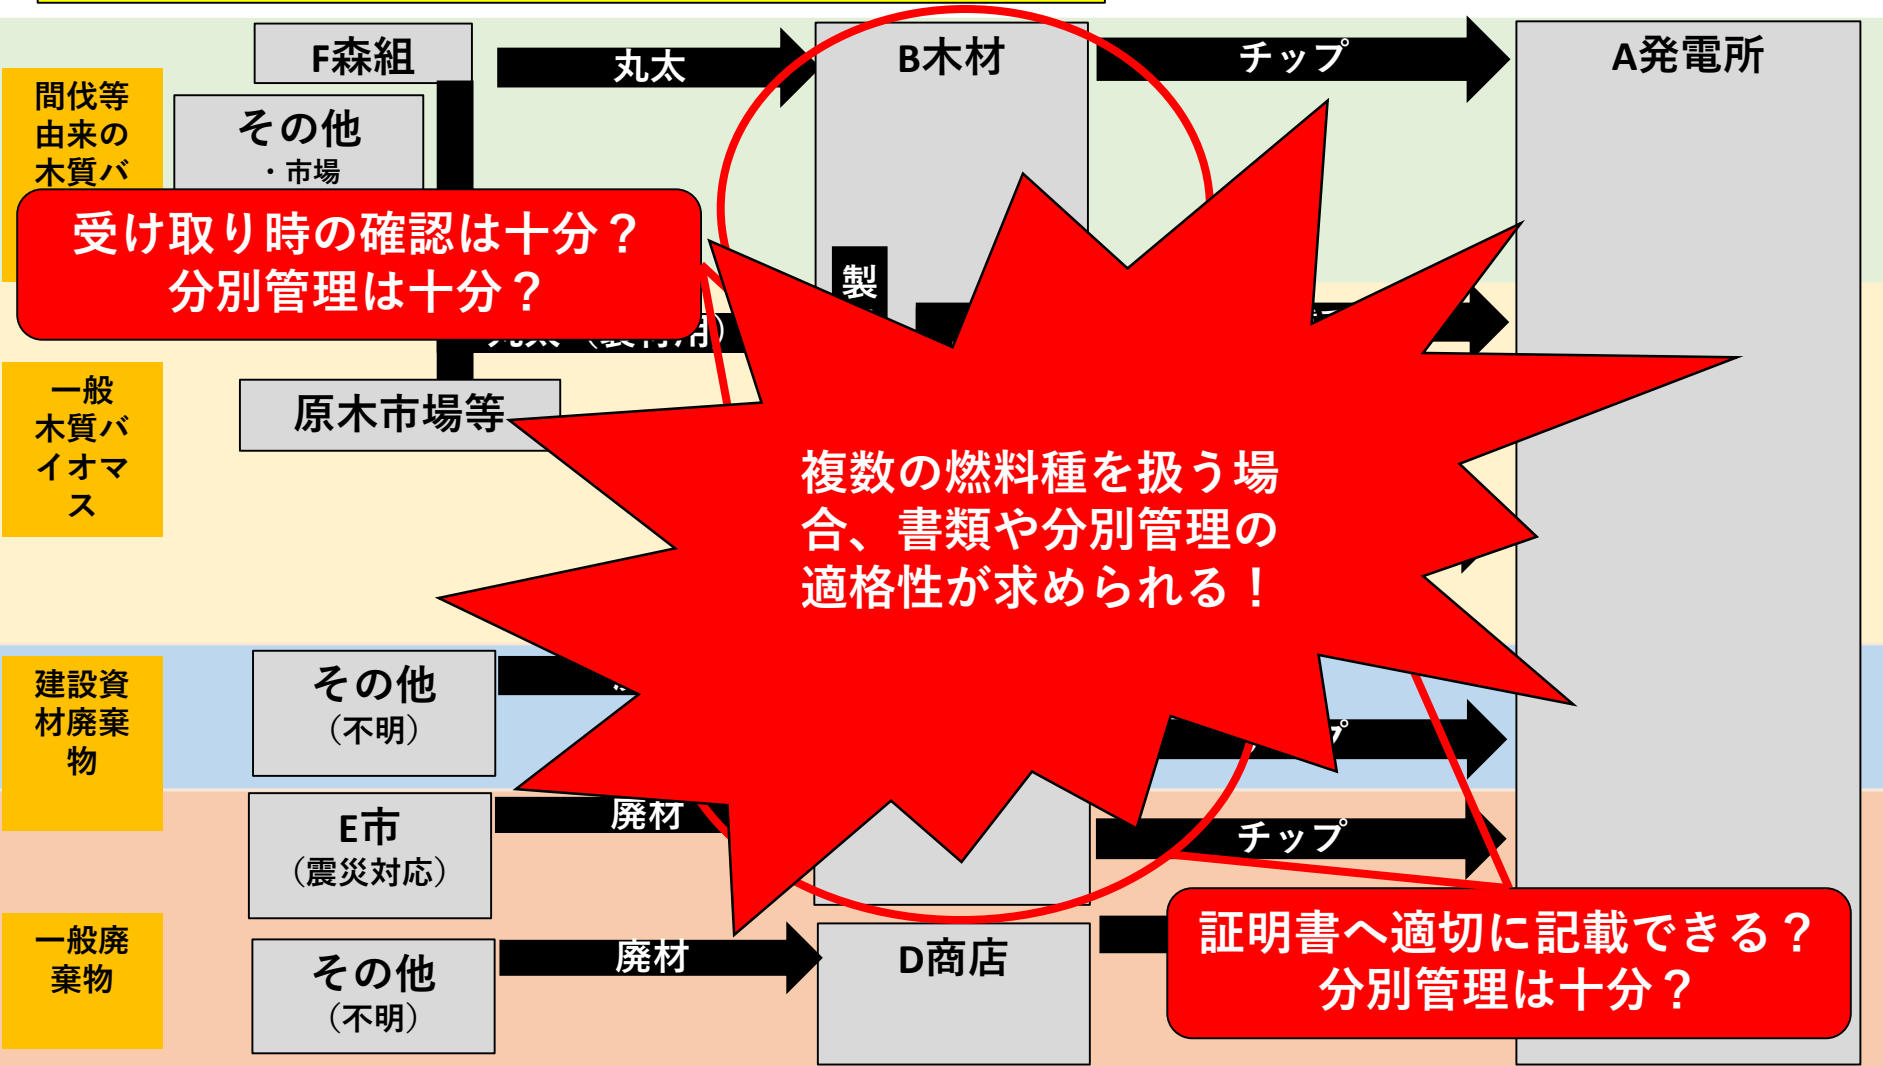 F森組
丸太
B木材
チップ
A発電所
間伐等
由来の
木質バ
その他
・市場
受け取り時の確認は十分？
分別管理は十分？
製
一般
木質バ
イオマ
ス
原木市場等
複数の燃料種を扱う場
合、書類や分別管理の
適格性が求められる！
建設資
材廃棄
物
その他
（不明）
E市
（震災対応）
廃材
チップ
一般廃
棄物
その他
（不明）
廃材
D商店
証明書へ適切に記載できる？
分別管理は十分？